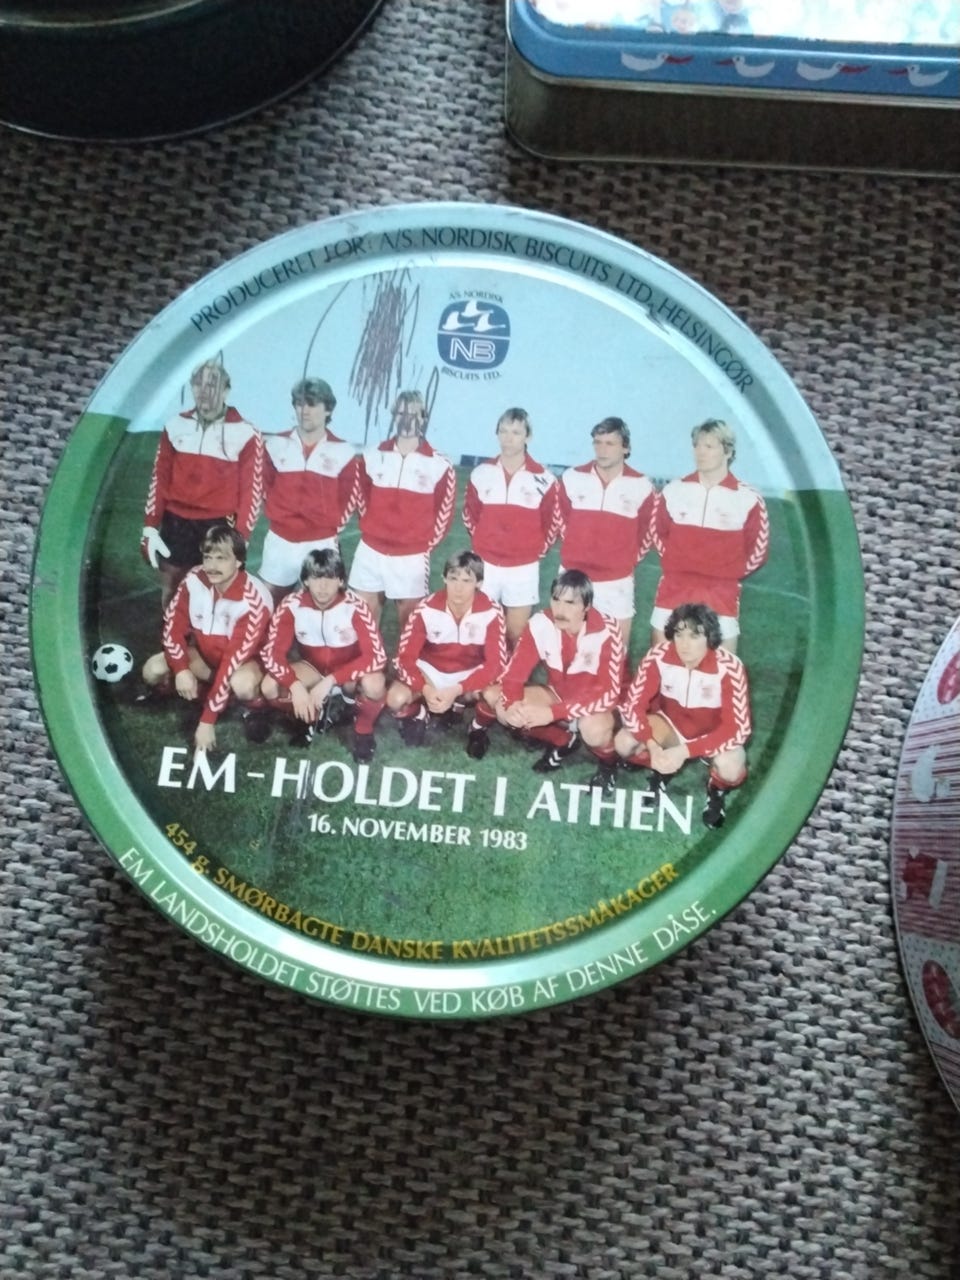 PRODUCERET FOR: A/S. NORDISK BISCUITS LTD. HELSINGØR
A/S. NORDISK
NB
BISCUITS LTD.
EM-HOLDET I ATHEN
16. NOVEMBER 1983
454 g. SMØRBAGTE DANSKE KVALITETSSMÅKAGER
EM LANDSHOLDET STØTTES VED KØB AF DENNE DÅSE.